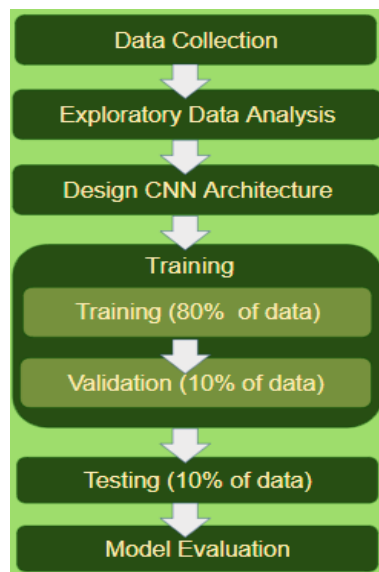 Data Collection
Exploratory Data Analysis
Design CNN Architecture
Training
Training (80% of data)
Validation (10% of data)
Testing (10% of data)
Model Evaluation